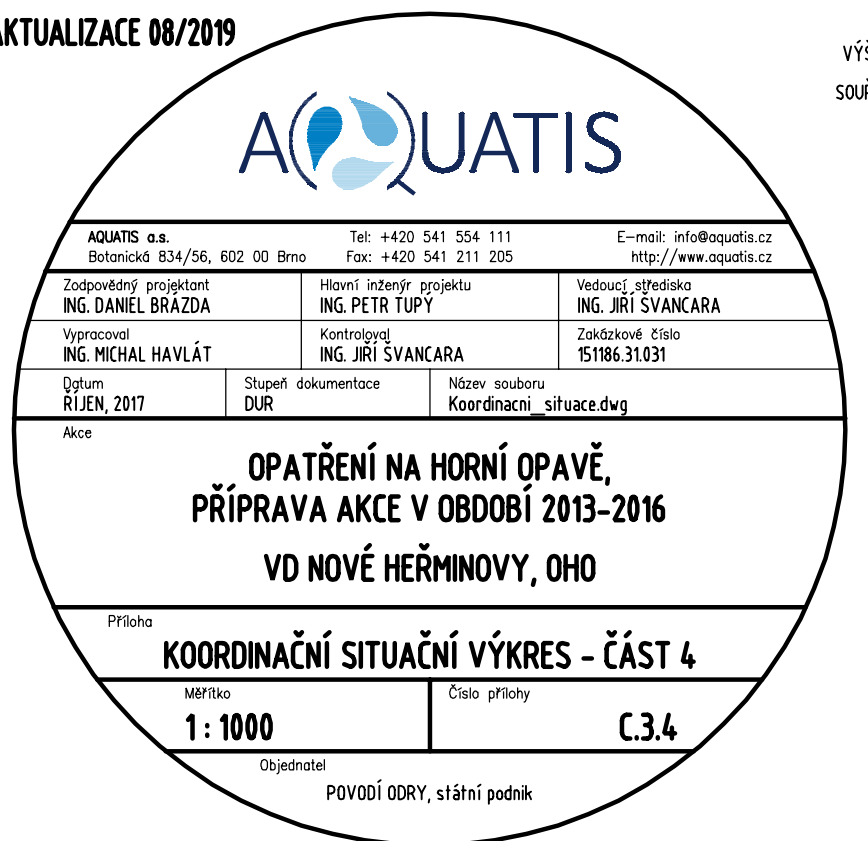 AKTUALIZACE 08/2019
AQUATIS
AQUATIS a.s.
Botanická 834/56, 602 00 Brno
Tel: +420 541 554 111
Fax: +420 541 211 205
E-mail: info@aquatis.cz
http://www.aquatis.cz
Zodpovědný projektant
ING. DANIEL BRÁZDA
Hlavní inženýr projektu
ING. PETR TUPÝ
Vedoucí střediska
ING. JIŘÍ ŠVANCARA
Vypracoval
ING. MICHAL HAVLÁT
Kontroloval
ING. JIŘÍ ŠVANCARA
Zakázkové číslo
151186.31.031
Datum
ŘÍJEN, 2017
Stupeň dokumentace
DUR
Název souboru
Koordinacni_situace.dwg
Akce
OPATŘENÍ NA HORNÍ OPAVĚ,
PŘÍPRAVA AKCE V OBDOBÍ 2013-2016
VD NOVÉ HEŘMINOVY, OHO
Příloha
KOORDINAČNÍ SITUAČNÍ VÝKRES - ČÁST 4
Měřítko
1 : 1000
Číslo přílohy
C.3.4
Objednatel
POVODÍ ODRY, státní podnik